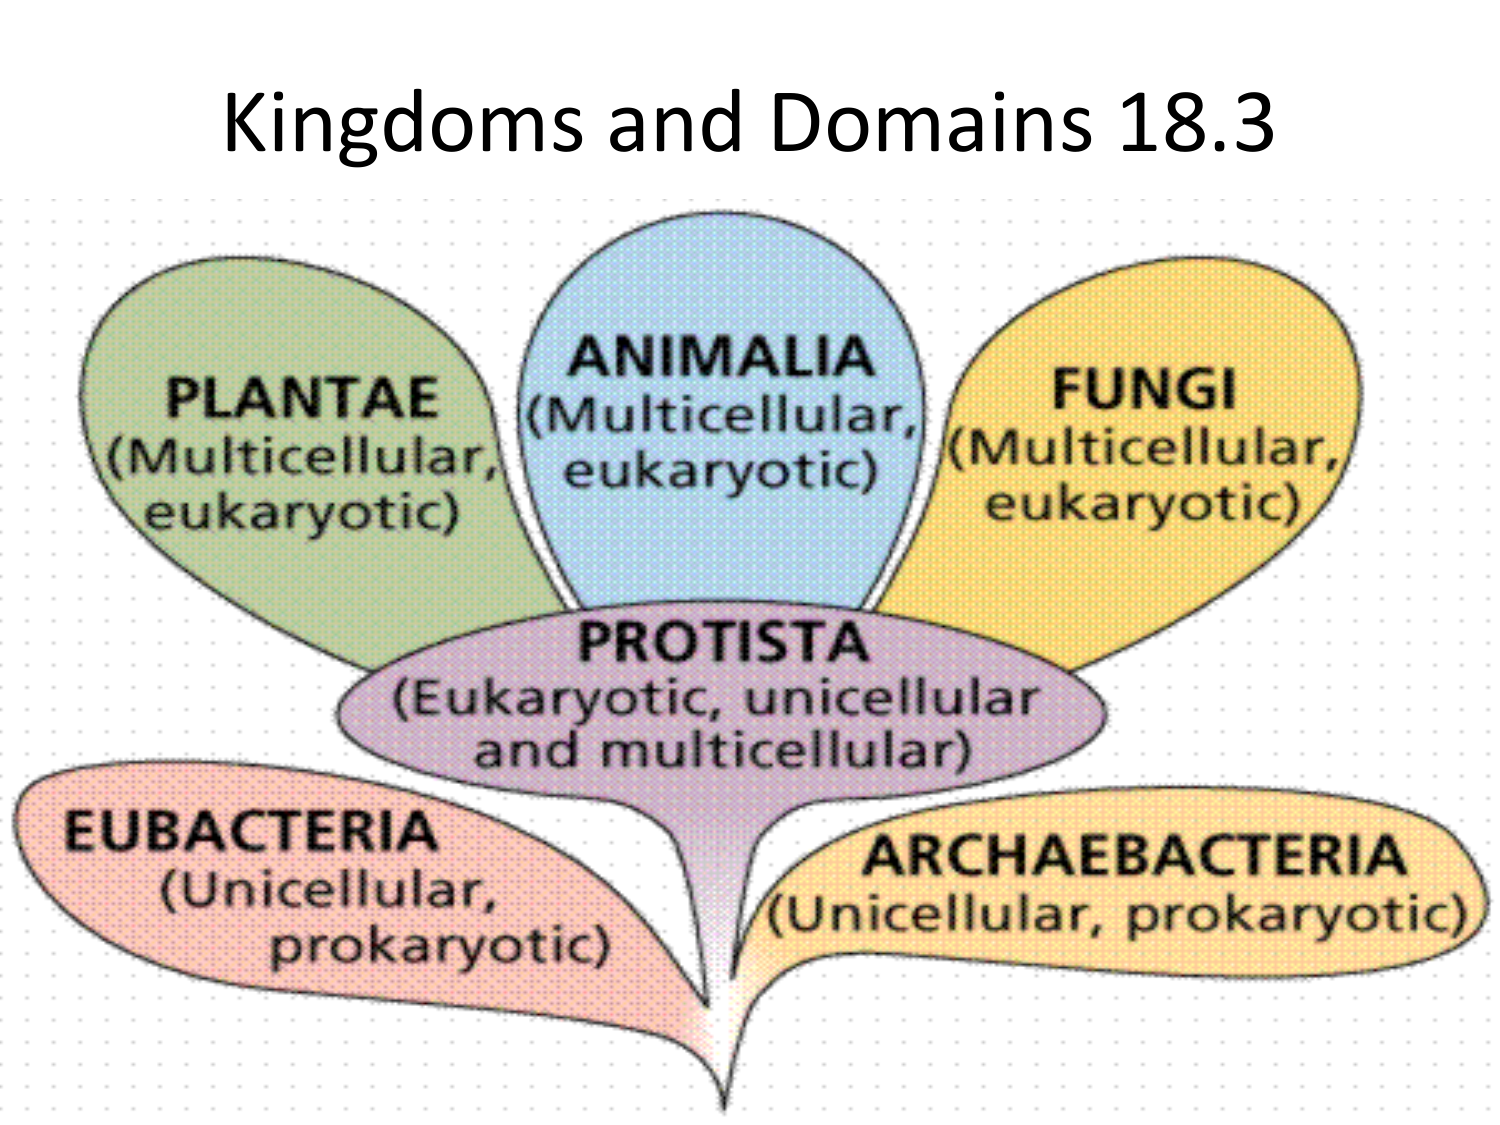 Kingdoms and Domains 18.3
PLANTAE
(Multicellular,
eukaryotic)
ANIMALIA
(Multicellular,
eukaryotic)
FUNGI
(Multicellular,
eukaryotic)
PROTISTA
(Eukaryotic, unicellular
and multicellular)
EUBACTERIA
(Unicellular,
prokaryotic)
ARCHAEBACTERIA
(Unicellular, prokaryotic)